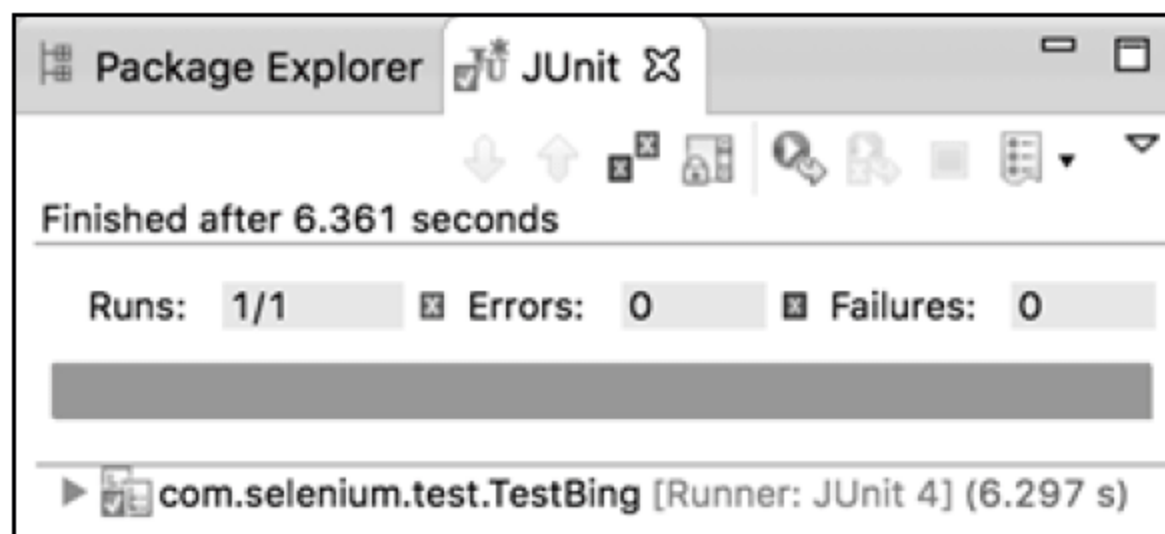 Package Explorer JUnit
Finished after 6.361 seconds
Runs: 1/1 Errors: 0 Failures: 0
com.selenium.test.TestBing [Runner: JUnit 4] (6.297 s)